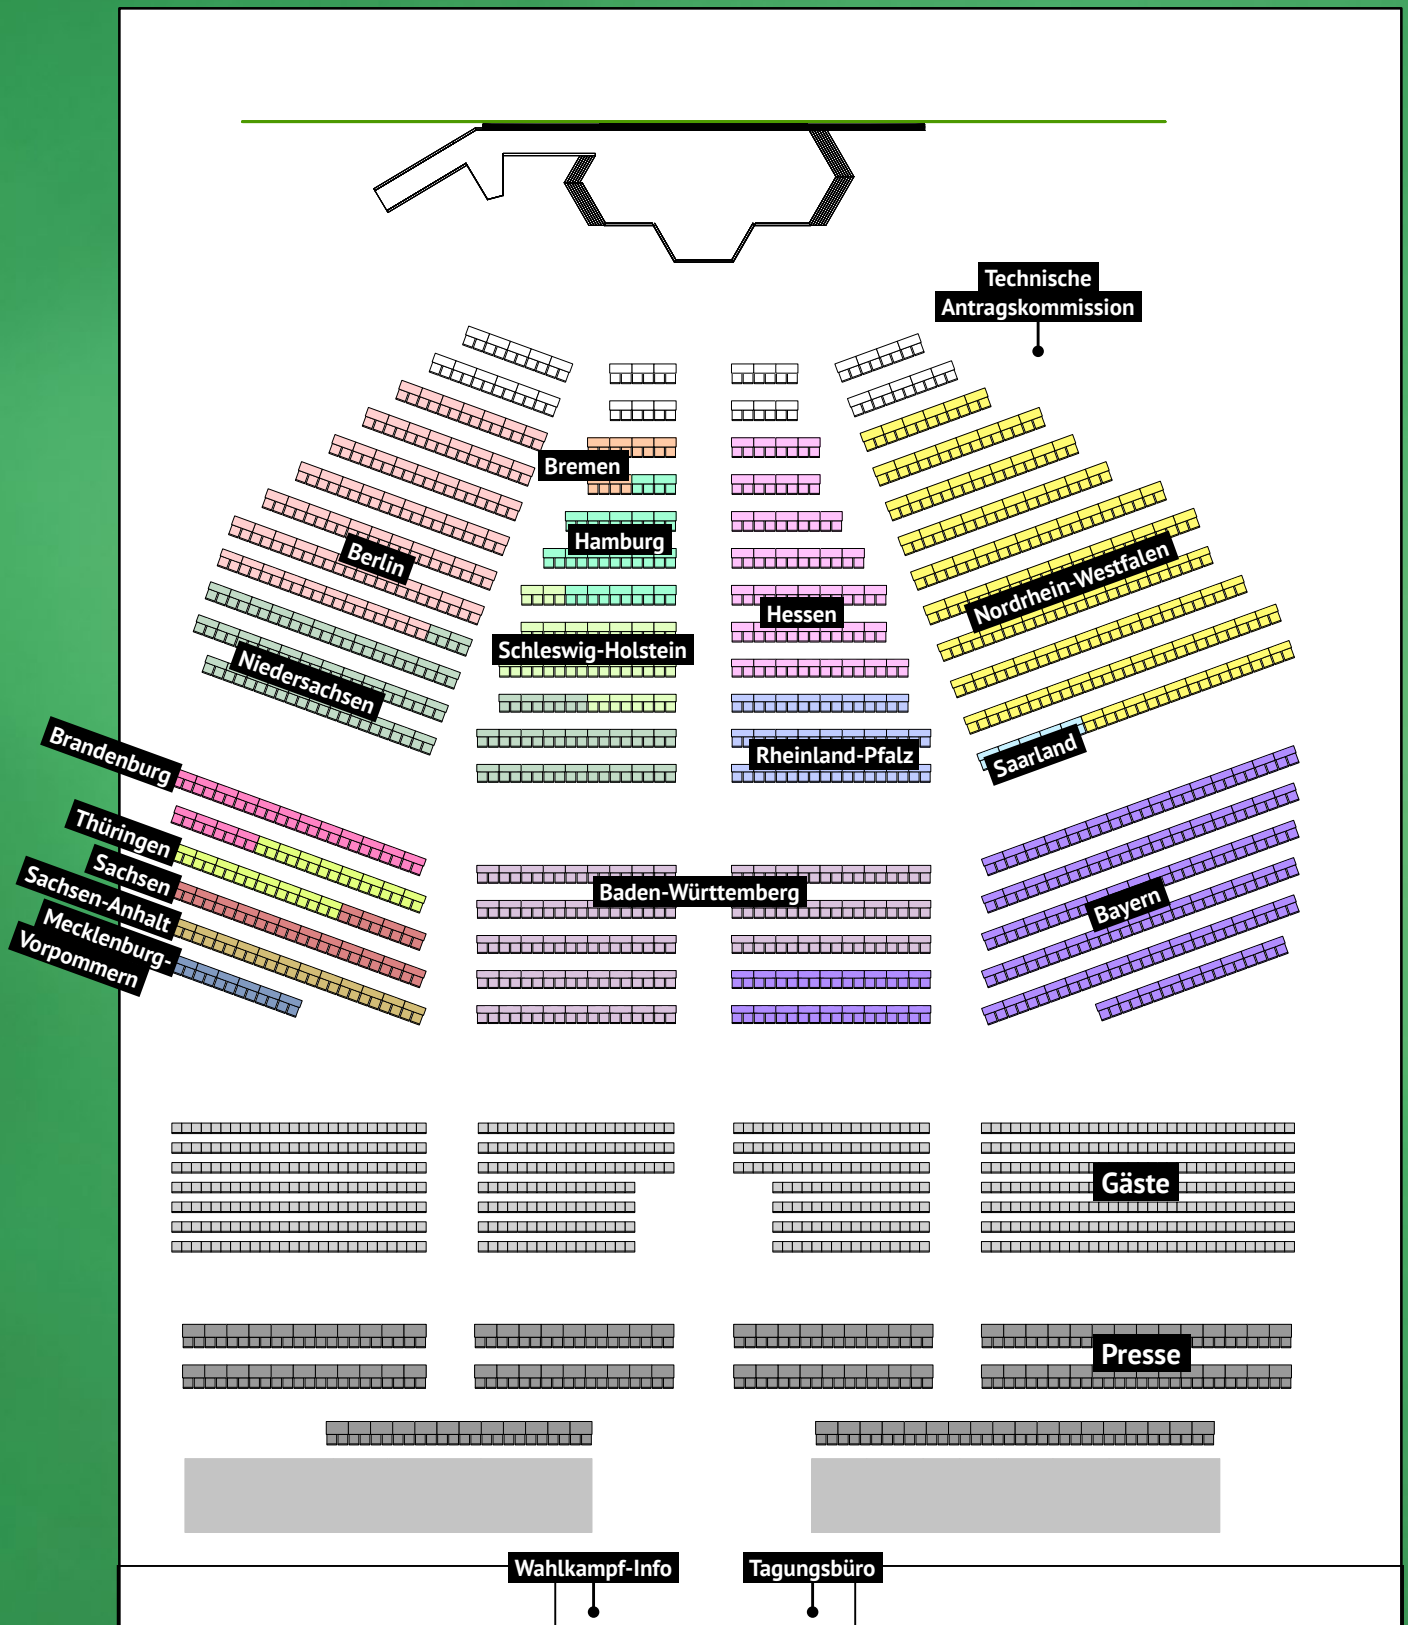 Technische
Antragskommission
Bremen
Hamburg
Berlin
Nordrhein-Westfalen
Hessen
Schleswig-Holstein
Niedersachsen
Brandenburg
Rheinland-Pfalz
Saarland
Thüringen
Sachsen
Sachsen-Anhalt
Mecklenburg-
Vorpommern
Baden-Württemberg
Bayern
Gäste
Presse
Wahlkampf-Info
Tagungsbüro